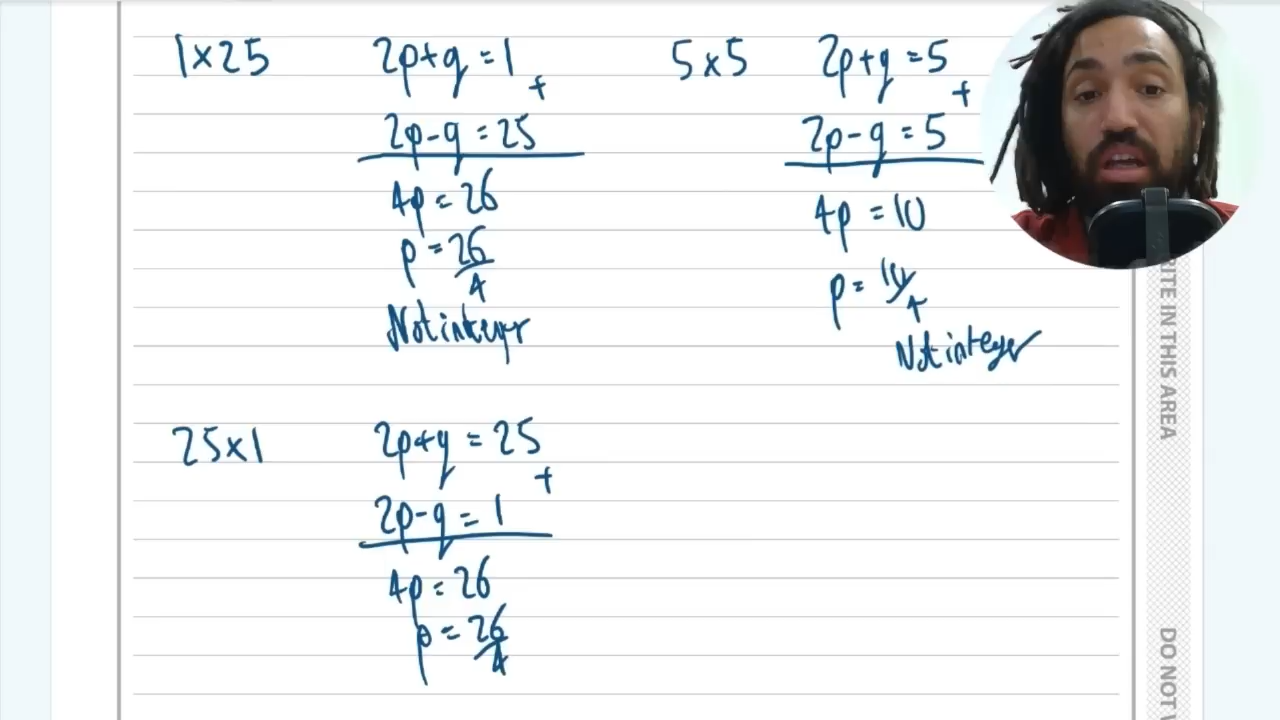 1×25
2p+q=1
+
2p-q=25
4p=26
p=26/4
Not integer
5×5
2p+q=5
+
2p-q=5
4p=10
p=10/4
Not integer
25×1
2p+q=25
+
2p-q=1
4p=26
p=26/4
RITE IN THIS AREA
DO NOT